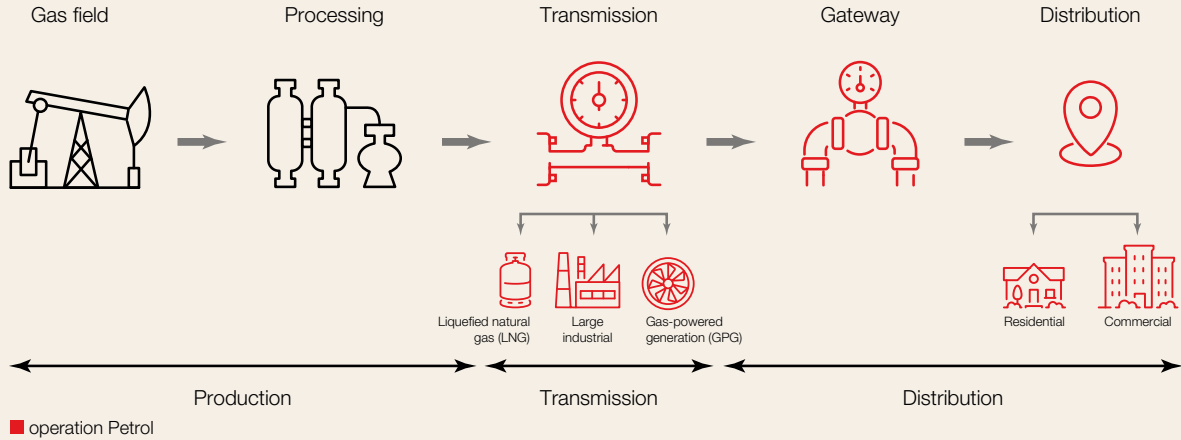 Gas field
Processing
Transmission
Gateway
Distribution
Liquefied natural
gas (LNG)
Large
industrial
Gas-powered
generation (GPG)
Residential
Commercial
Production
Transmission
Distribution
operation Petrol